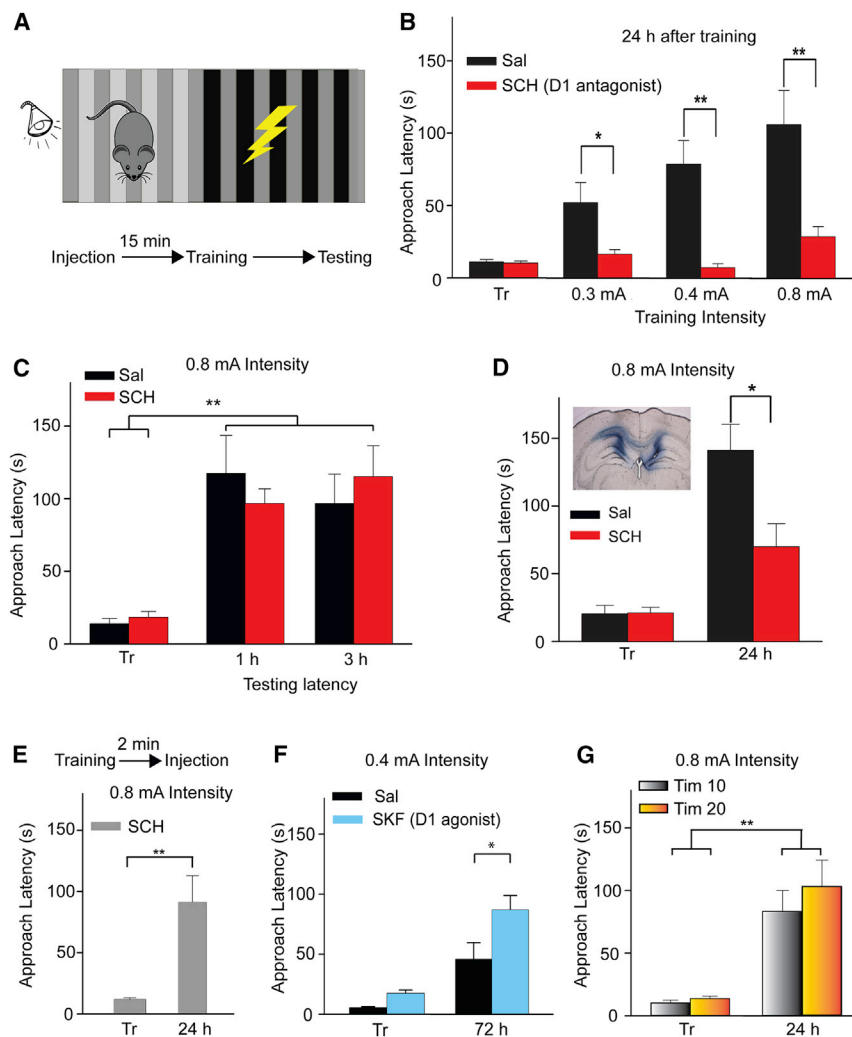 A
15 min
Injection Training Testing
B
24 h after training
Sal
SCH (D1 antagonist)
Approach Latency (s)
150
100
50
0
*
**
**
Tr 0.3 mA 0.4 mA 0.8 mA
Training Intensity
C
0.8 mA Intensity
Sal
SCH
**
Approach Latency (s)
150
100
50
0
Tr 1 h 3 h
Testing latency
D
0.8 mA Intensity
*
Sal
SCH
Approach Latency (s)
150
100
50
0
Tr 24 h
E
2 min
Training Injection
0.8 mA Intensity
SCH
**
Approach Latency (s)
150
100
50
0
Tr 24 h
F
0.4 mA Intensity
Sal
SKF (D1 agonist)
*
Approach Latency (s)
150
100
50
0
Tr 72 h
G
0.8 mA Intensity
Tim 10
Tim 20
**
Approach Latency (s)
150
100
50
0
Tr 24 h